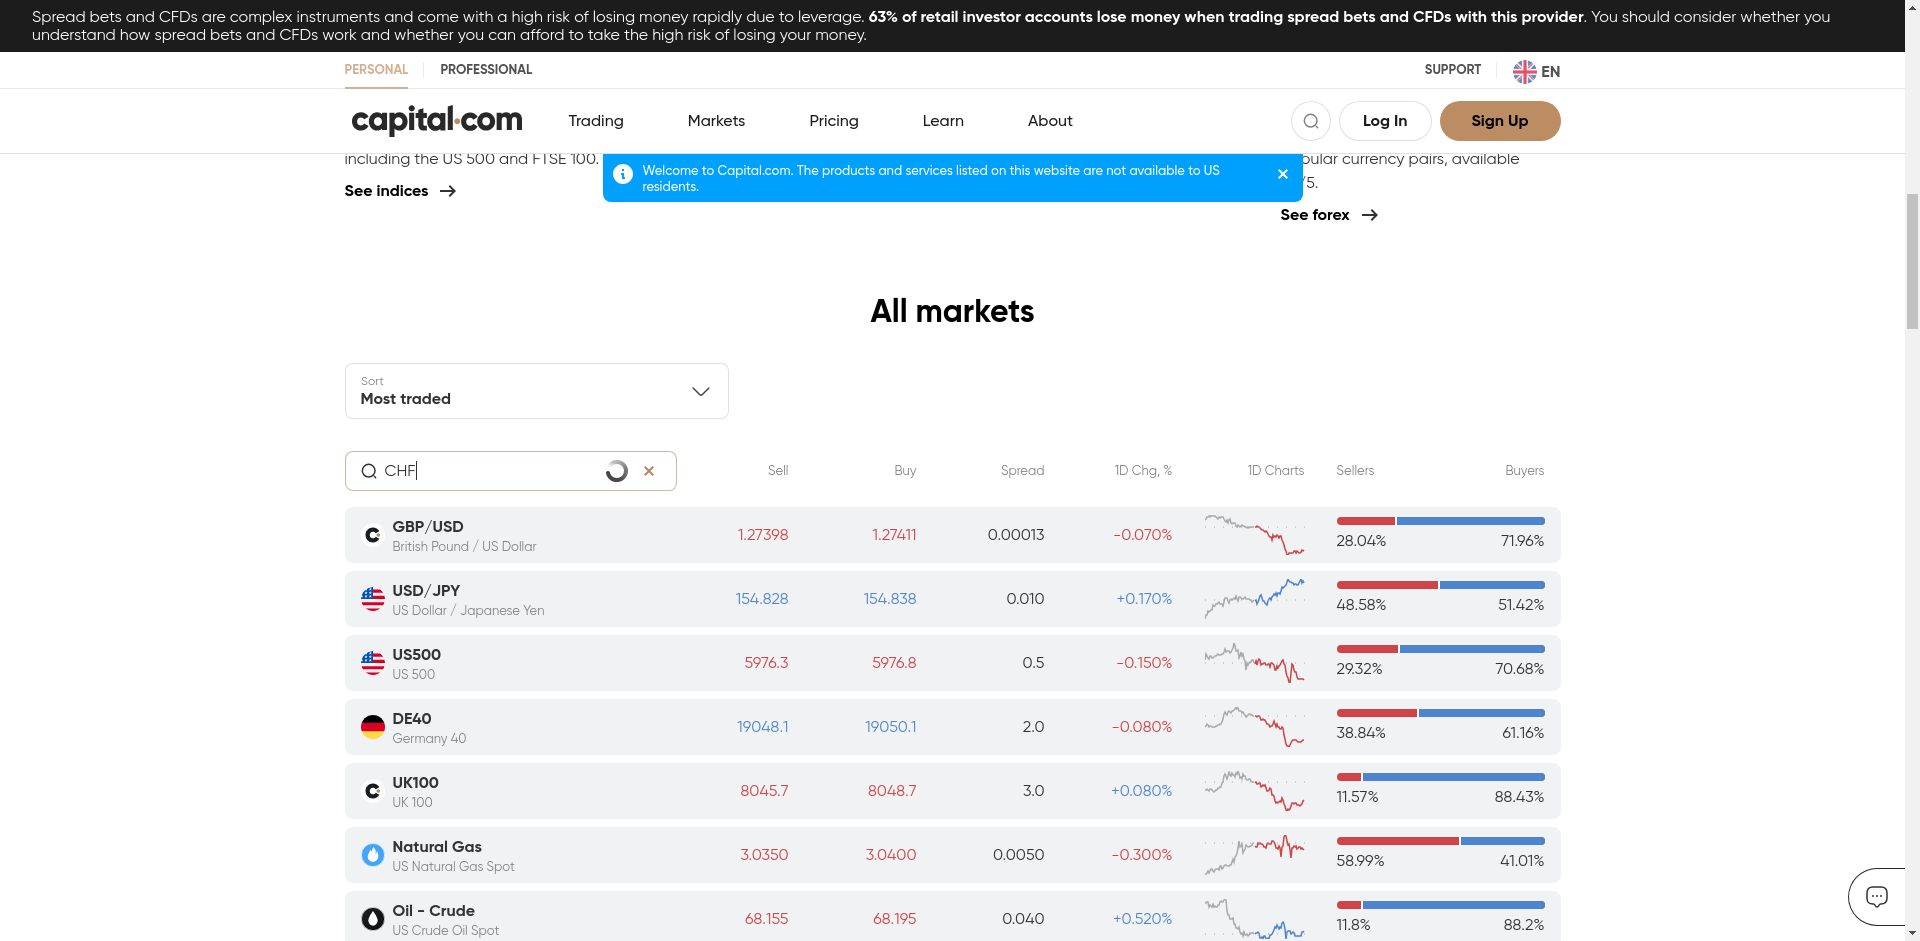 Spread bets and CFDs are complex instruments and come with a high risk of losing money rapidly due to leverage. 63% of retail investor accounts lose money when trading spread bets and CFDs with this provider. You should consider whether you
understand how spread bets and CFDs work and whether you can afford to take the high risk of losing your money.
PERSONAL PROFESSIONAL SUPPORT EN
capital.com Trading Markets Pricing Learn About Log In Sign Up
including the US 500 and FTSE 100. pular currency pairs, available
Welcome to Capital.com. The products and services listed on this website are not available to US
residents.
/5.
See indices
See forex
All markets
Sort
Most traded
CHF Sell Buy Spread 1D Chg, % 1D Charts Sellers Buyers
GBP/USD
British Pound / US Dollar
1.27398 1.27411 0.00013 -0.070% 28.04% 71.96%
USD/JPY
US Dollar / Japanese Yen
154.828 154.838 0.010 +0.170% 48.58% 51.42%
US500
US 500
5976.3 5976.8 0.5 -0.150% 29.32% 70.68%
DE40
Germany 40
19048.1 19050.1 2.0 -0.080% 38.84% 61.16%
UK100
UK 100
8045.7 8048.7 3.0 +0.080% 11.57% 88.43%
Natural Gas
US Natural Gas Spot
3.0350 3.0400 0.0050 -0.300% 58.99% 41.01%
Oil - Crude
US Crude Oil Spot
68.155 68.195 0.040 +0.520% 11.8% 88.2%